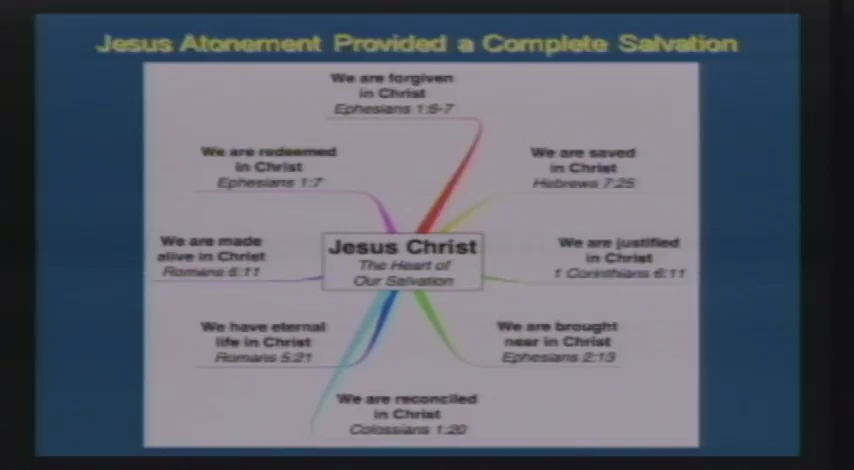 Jesus Atonement Provided a Complete Salvation
We are forgiven
in Christ
Ephesians 1:6-7
We are redeemed
in Christ
Ephesians 1:7
We are saved
in Christ
Hebrews 7:25
We are made
alive in Christ
Romans 6:11
Jesus Christ
The Heart of
Our Salvation
We are justified
in Christ
1 Corinthians 6:11
We have eternal
life in Christ
Romans 5:21
We are brought
near in Christ
Ephesians 2:13
We are reconciled
in Christ
Colossians 1:20